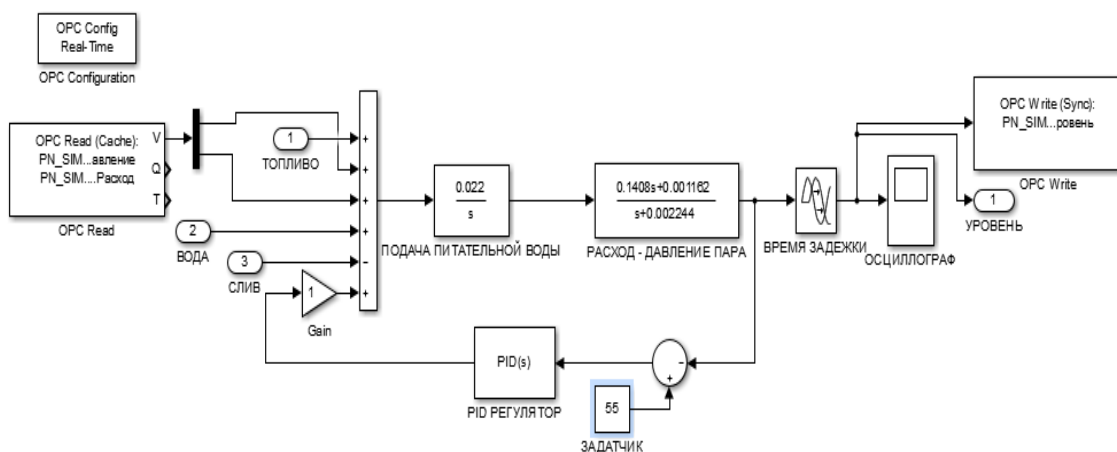 OPC Config
Real-Time
OPC Configuration
OPC Read (Cache):
PN_SIM...авление
PN_SIM....Расход
V
Q
T
OPC Read
1
ТОПЛИВО
2
ВОДА
3
СЛИВ
1
Gain
+
+
+
+
−
+
0.022
s
ПОДАЧА ПИТАТЕЛЬНОЙ ВОДЫ
0.1408s+0.001162
s+0.002244
РАСХОД - ДАВЛЕНИЕ ПАРА
ВРЕМЯ ЗАДЕЖКИ
ОСЦИЛЛОГРАФ
OPC Write (Sync):
PN_SIM...ровень
OPC Write
1
УРОВЕНЬ
PID(s)
PID РЕГУЛЯТОР
−
+
55
ЗАДАТЧИК